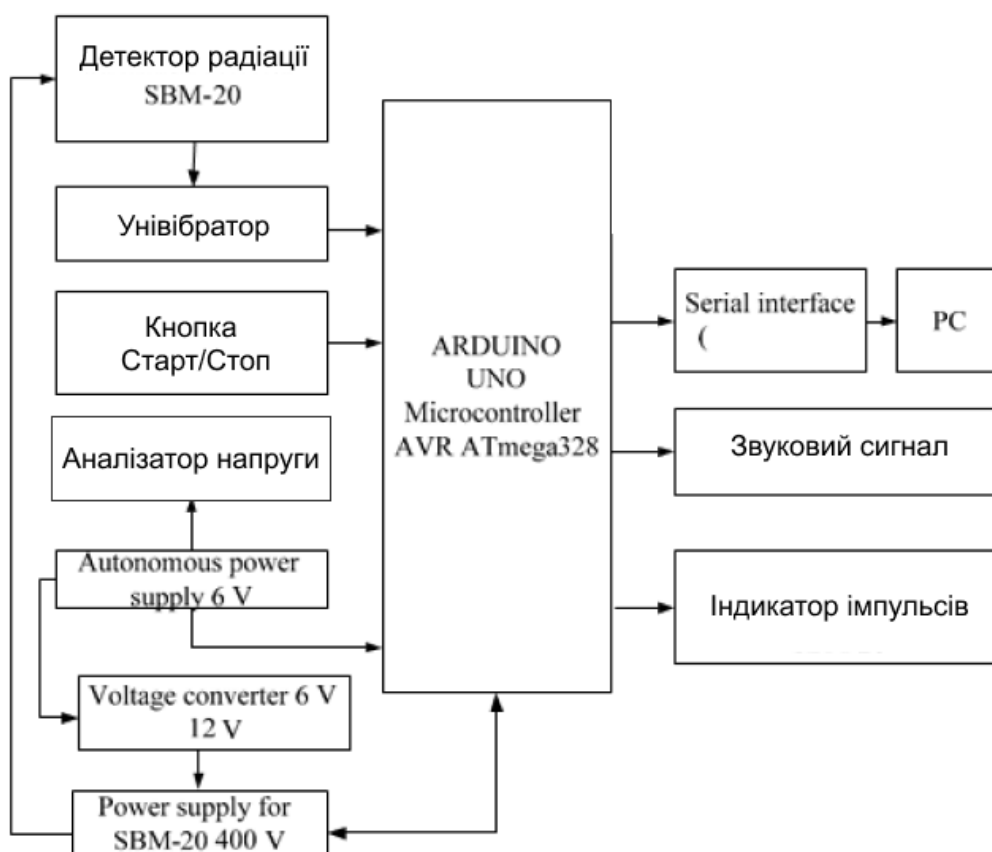 Детектор радіації
SBM-20
Унівібратор
Кнопка
Старт/Стоп
Аналізатор напруги
Autonomous power
supply 6 V
Voltage converter 6 V
12 V
Power supply for
SBM-20 400 V
ARDUINO
UNO
Microcontroller
AVR ATmega328
Serial interface
(
PC
Звуковий сигнал
Індикатор імпульсів